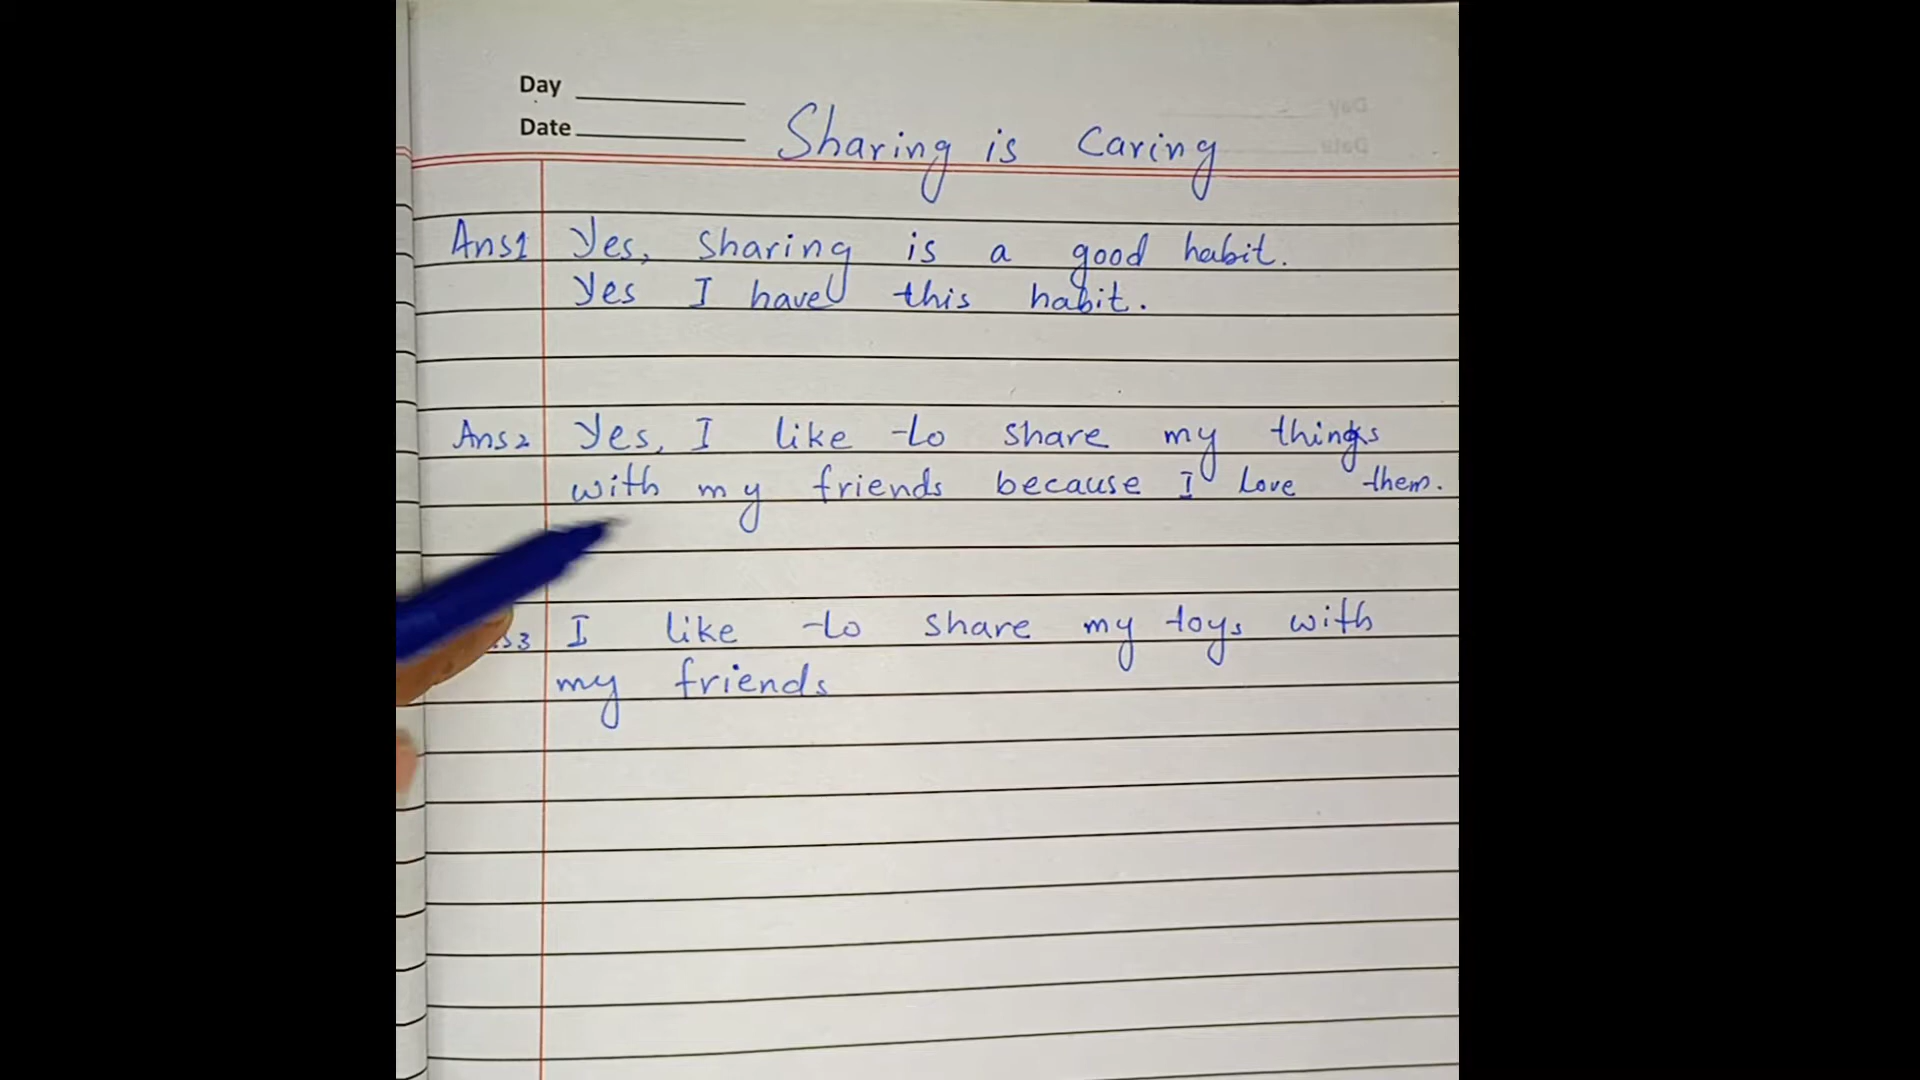 Day
Date
Sharing is Caring
Ans1 Yes, Sharing is a good habit.
Yes I have this habit.
Ans2 Yes, I like to share my things
with my friends because I love them.
I like to share my toys with
my friends